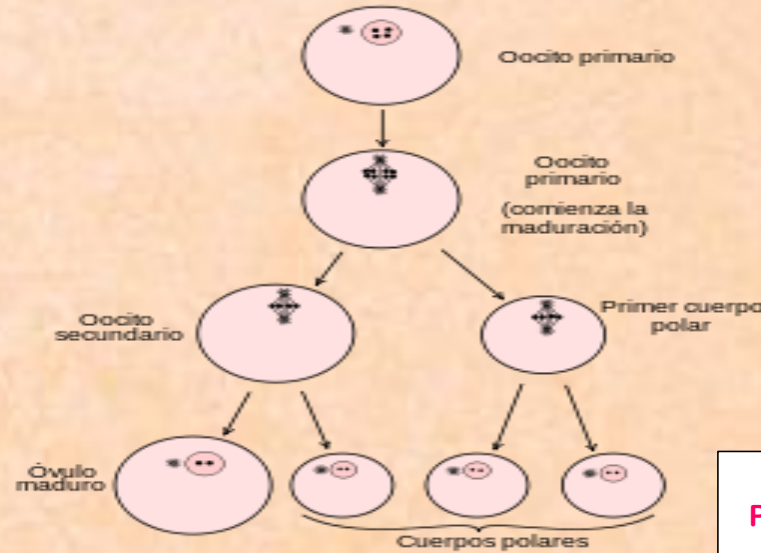 Oocito primario
Oocito
primario
(comienza la
maduración)
Oocito
secundario
Primer cuerpo
polar
Óvulo
maduro
Cuerpos polares
P